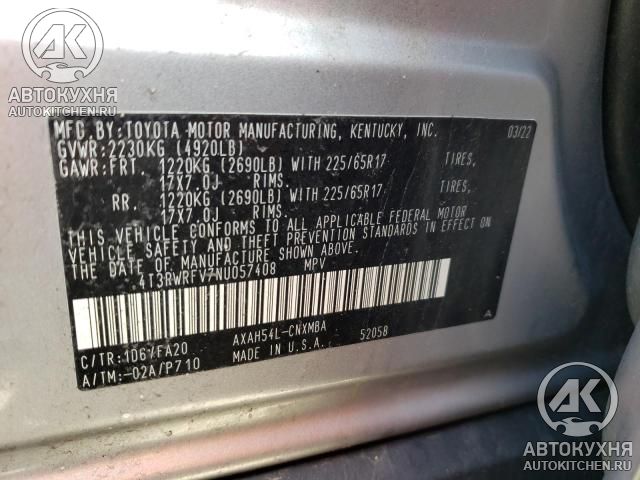 АК
АВТОКУХНЯ
AUTOKITCHEN.RU
MFG.BY:TOYOTA MOTOR MANUFACTURING, KENTUCKY, INC. 03/22
GVWR:2230KG (4920LB)
GAWR:FRT. 1220KG (2690LB) WITH 225/65R17 TIRES,
17X7.0J RIMS.
RR. 1220KG (2690LB) WITH 225/65R17 TIRES,
17X7.0J RIMS.
THIS VEHICLE CONFORMS TO ALL APPLICABLE FEDERAL MOTOR
VEHICLE SAFETY AND THEFT PREVENTION STANDARDS IN EFFECT ON
THE DATE OF MANUFACTURE SHOWN ABOVE.
4T3RWRFV7NU057408 MPV
A
C/TR:1D6/FA20 AXAH54L-CNXMBA 52058
A/TM:-02A/P710 MADE IN U.S.A.
АК
АВТОКУХНЯ
AUTOKITCHEN.RU